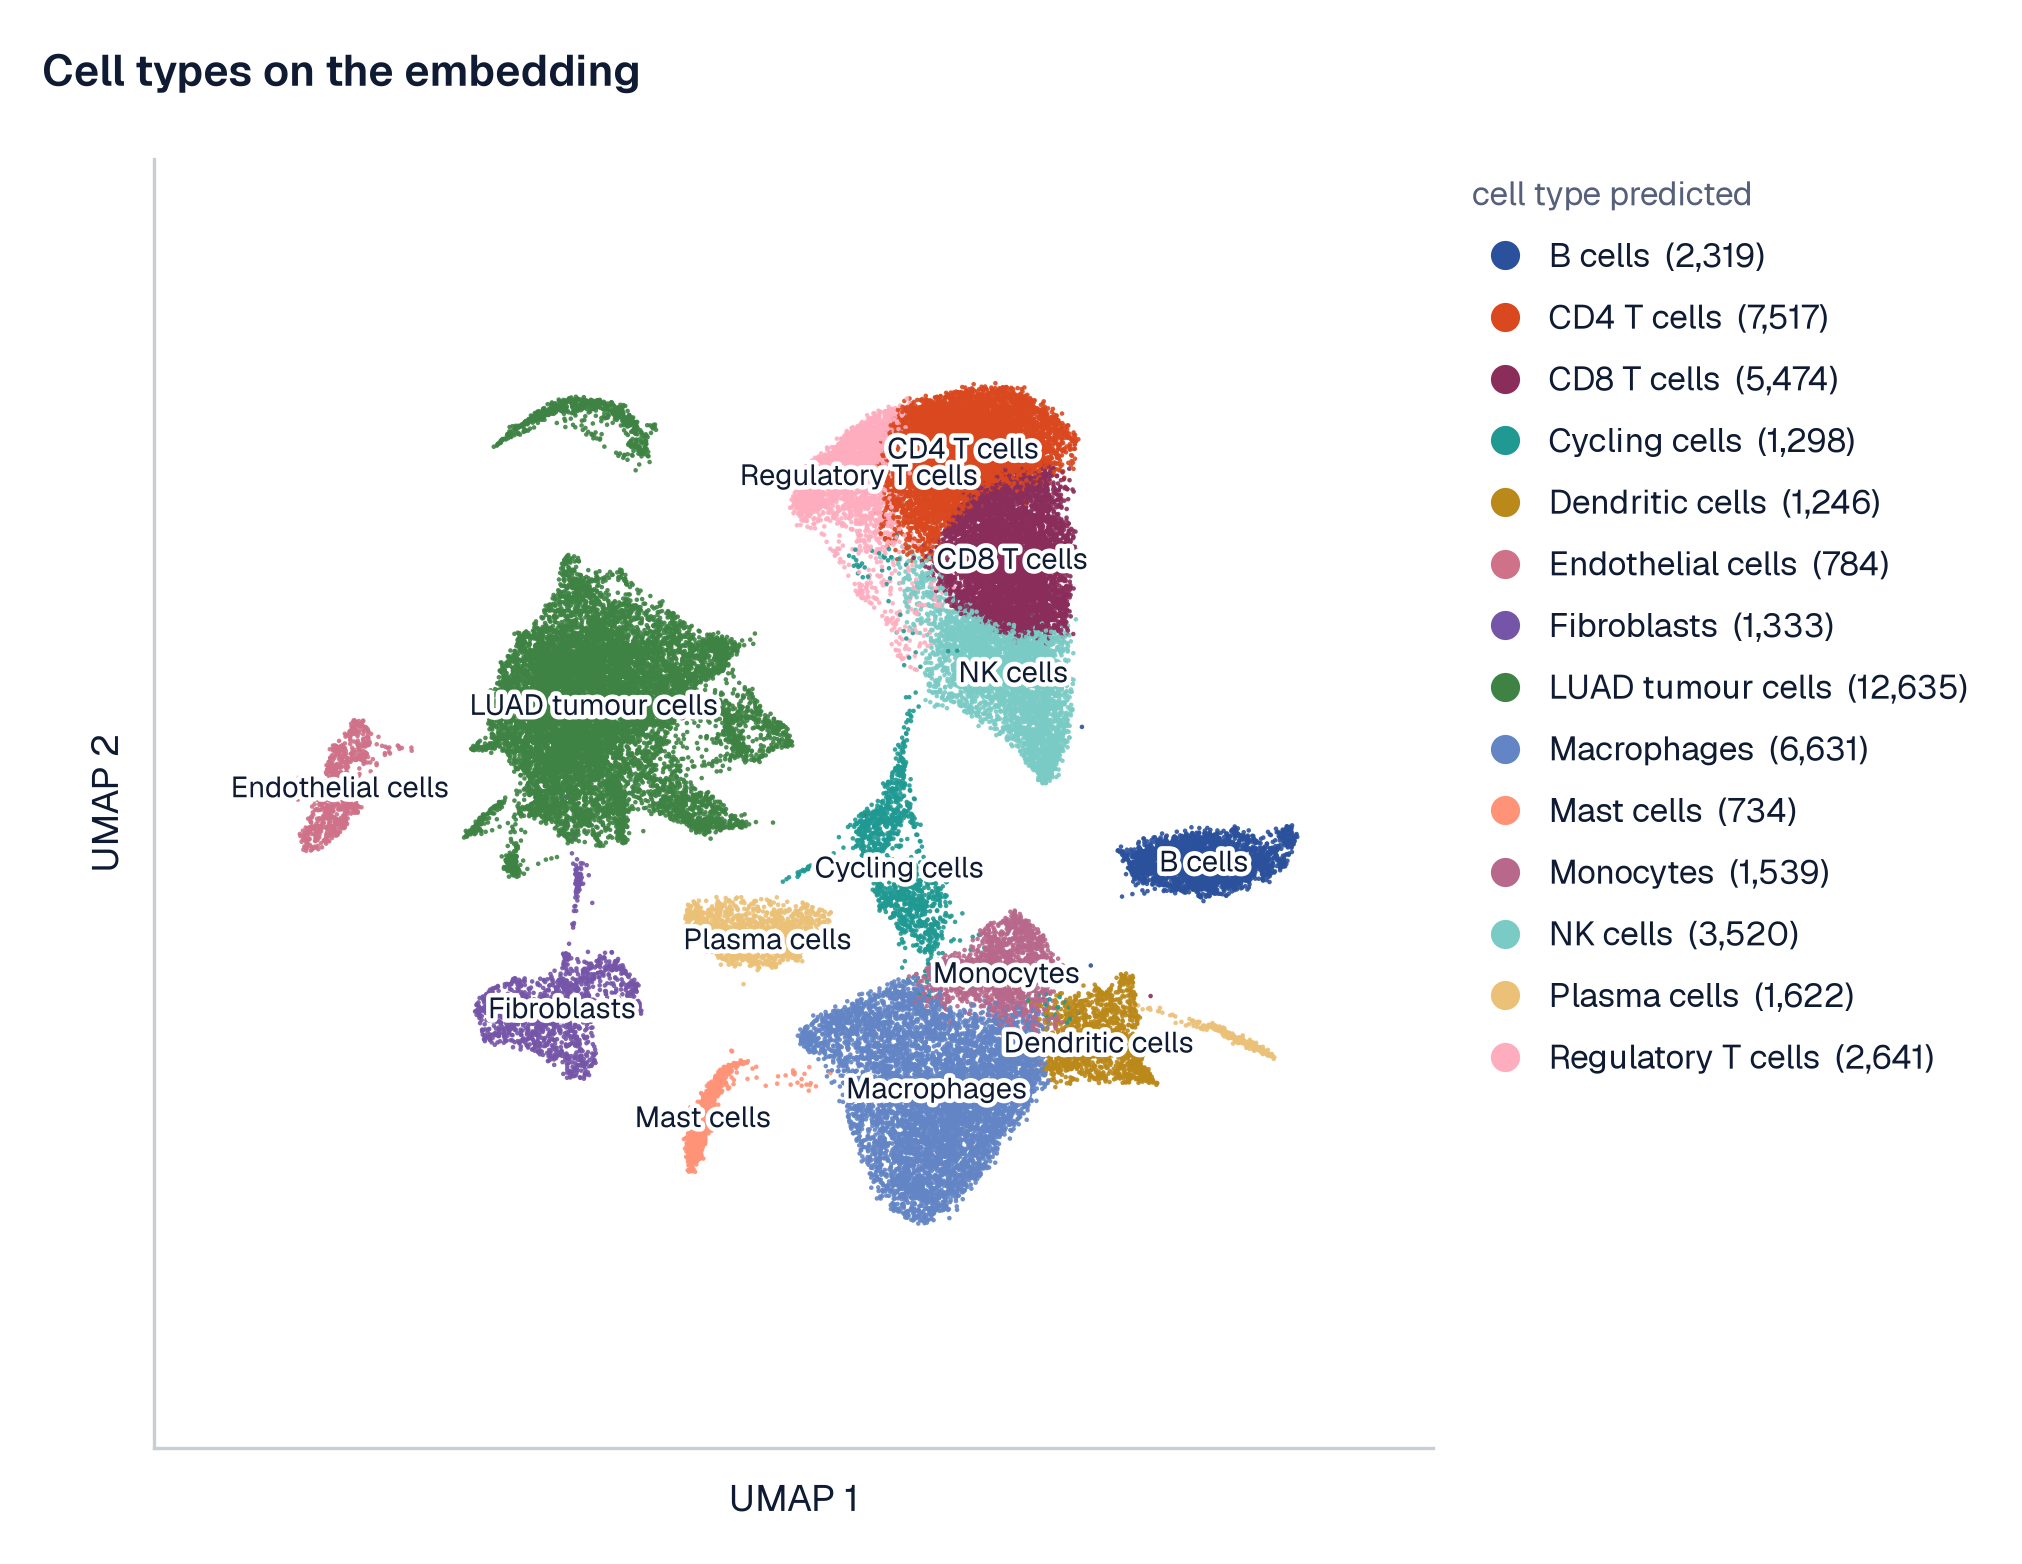 Cell types on the embedding
cell type predicted
B cells (2,319)
CD4 T cells (7,517)
CD8 T cells (5,474)
Cycling cells (1,298)
Dendritic cells (1,246)
Endothelial cells (784)
Fibroblasts (1,333)
LUAD tumour cells (12,635)
Macrophages (6,631)
Mast cells (734)
Monocytes (1,539)
NK cells (3,520)
Plasma cells (1,622)
Regulatory T cells (2,641)
CD4 T cells
Regulatory T cells
CD8 T cells
NK cells
LUAD tumour cells
Endothelial cells
B cells
Cycling cells
Plasma cells
Monocytes
Fibroblasts
Dendritic cells
Macrophages
Mast cells
UMAP 2
UMAP 1